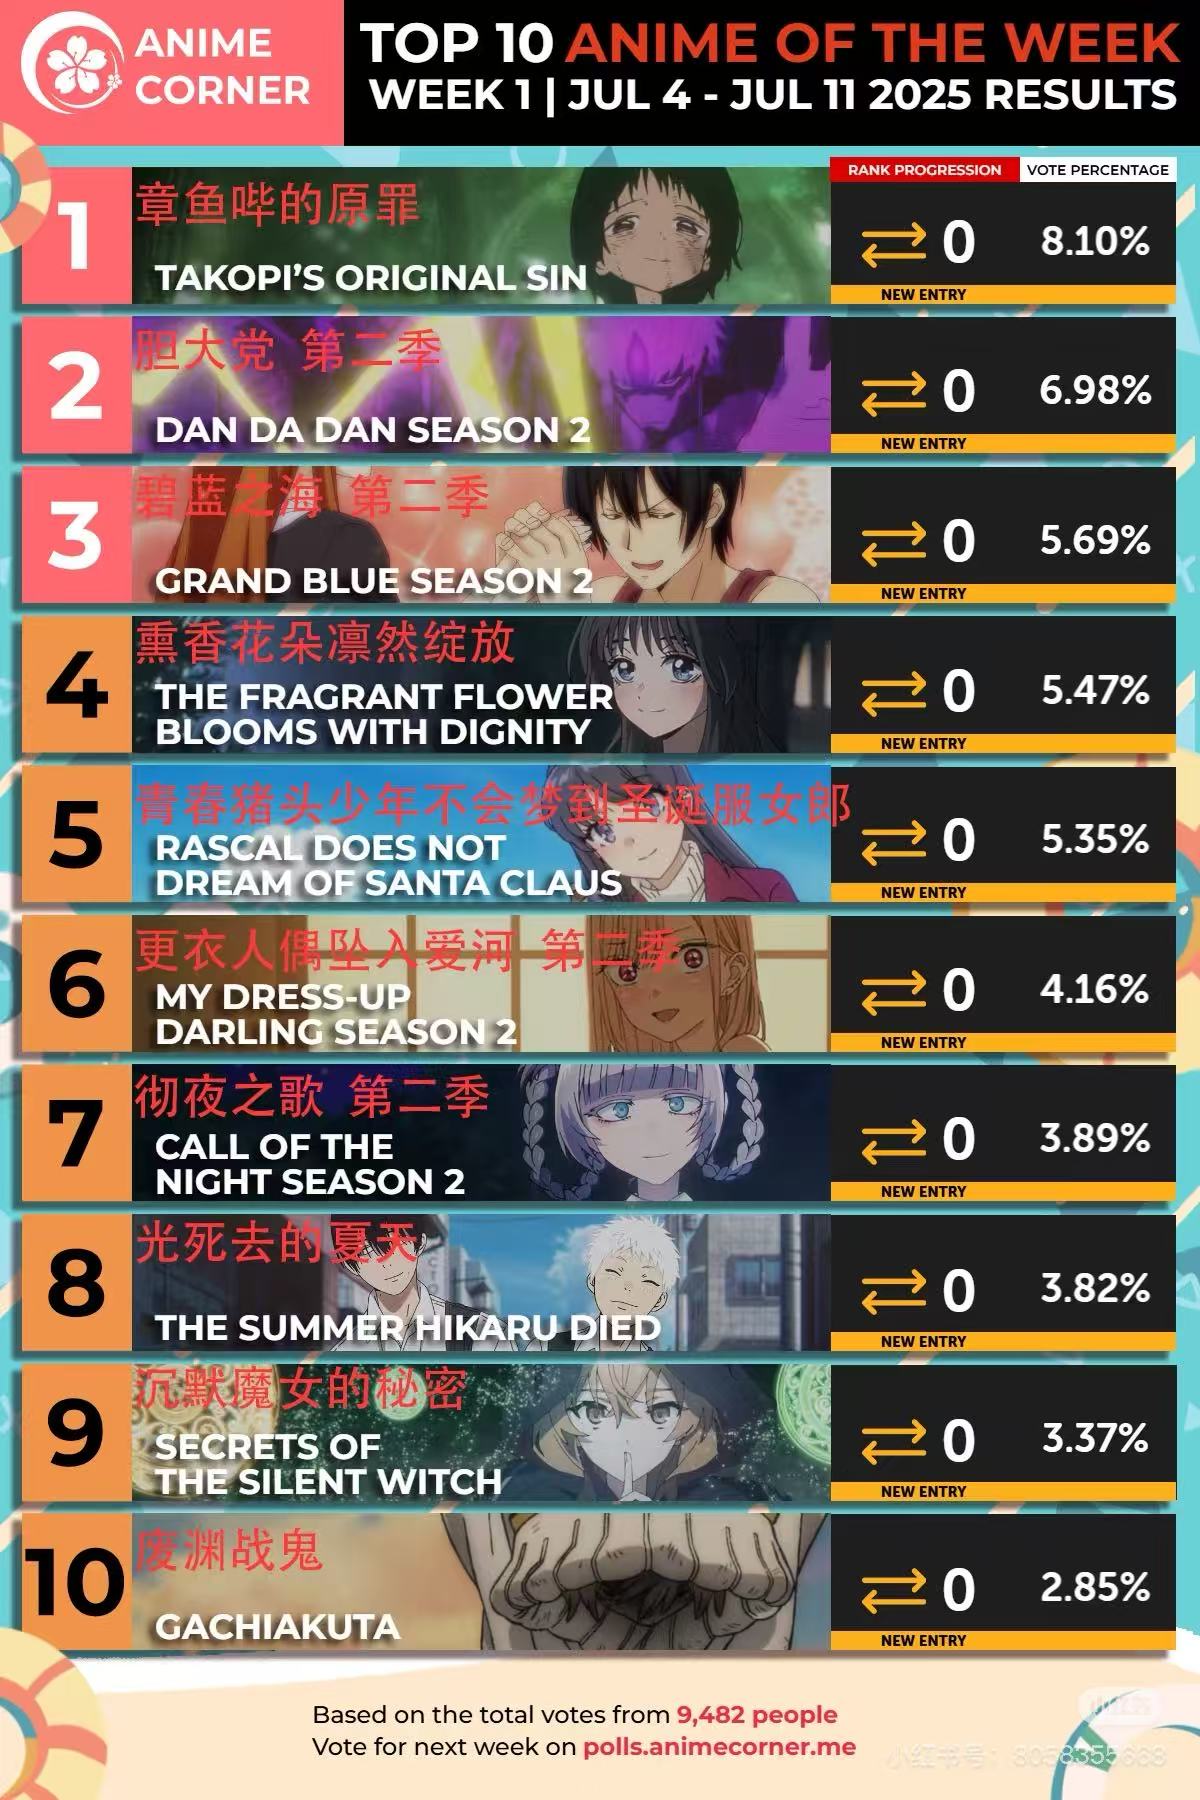 ANIME
CORNER
TOP 10 ANIME OF THE WEEK
WEEK 1 | JUL 4 - JUL 11 2025 RESULTS
RANK PROGRESSION
VOTE PERCENTAGE
1
章鱼哔的原罪
TAKOPI'S ORIGINAL SIN
0
8.10%
NEW ENTRY
2
胆大党 第二季
DAN DA DAN SEASON 2
0
6.98%
NEW ENTRY
3
碧蓝之海 第二季
GRAND BLUE SEASON 2
0
5.69%
NEW ENTRY
4
熏香花朵凛然绽放
THE FRAGRANT FLOWER
BLOOMS WITH DIGNITY
0
5.47%
NEW ENTRY
5
青春猪头少年不会梦到圣诞服女郎
RASCAL DOES NOT
DREAM OF SANTA CLAUS
0
5.35%
NEW ENTRY
6
更衣人偶坠入爱河 第二季
MY DRESS-UP
DARLING SEASON 2
0
4.16%
NEW ENTRY
7
彻夜之歌 第二季
CALL OF THE
NIGHT SEASON 2
0
3.89%
NEW ENTRY
8
光死去的夏天
THE SUMMER HIKARU DIED
0
3.82%
NEW ENTRY
9
沉默魔女的秘密
SECRETS OF
THE SILENT WITCH
0
3.37%
NEW ENTRY
10
废渊战鬼
GACHIAKUTA
0
2.85%
NEW ENTRY
Based on the total votes from 9,482 people
Vote for next week on polls.animecorner.me
小红书
小红书号：8058355668